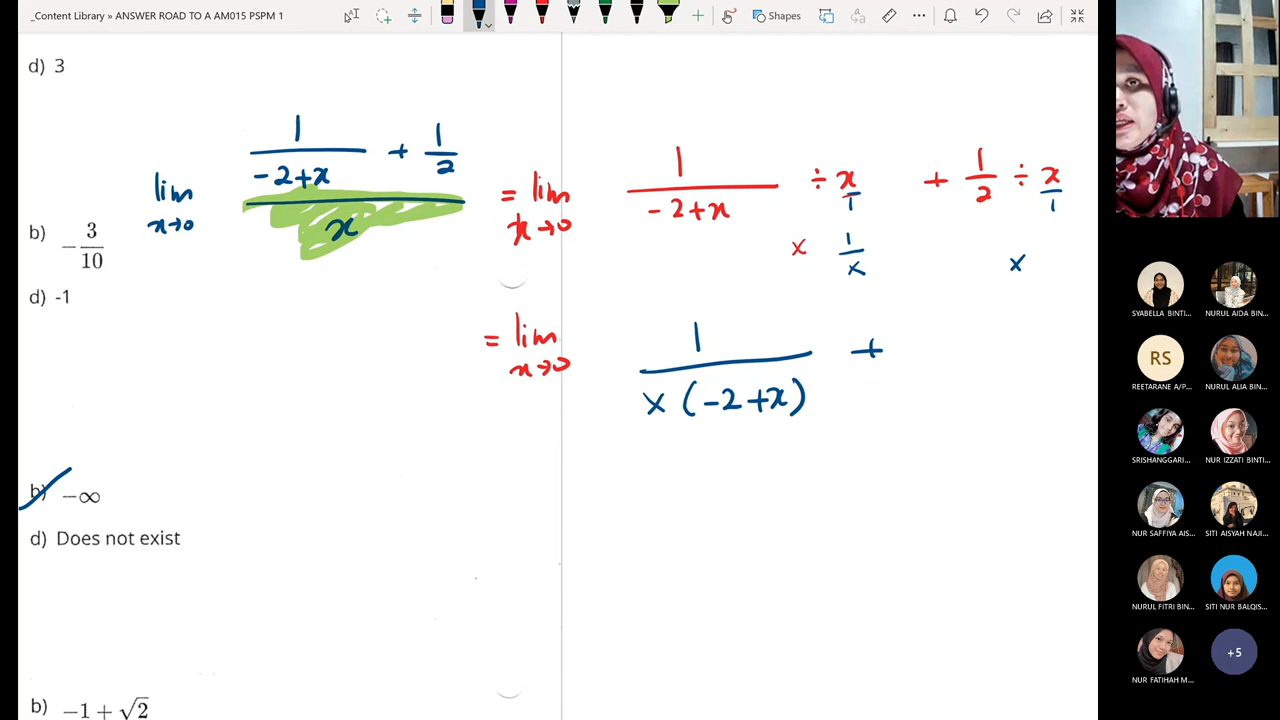 _Content Library » ANSWER ROAD TO A AM015 PSPM 1
Shapes
d) 3
lim x→0 (1/(-2+x) + 1/2)/x
= lim x→0 1/(-2+x) ÷ x/1 + 1/2 ÷ x/1
× 1/x ×
b) -3/10
d) -1
= lim x→0 1/(x(-2+x)) +
b) -∞
d) Does not exist
b) -1 + √2
SYABELLA BINTI...
NURUL AIDA BIN...
RS
REETARANE A/P...
NURUL ALIA BIN...
SRISHANGGARI...
NUR IZZATI BINTI...
NUR SAFFIYA AIS...
SITI AISYAH NAJI...
NURUL FITRI BIN...
SITI NUR BALQIS...
NUR FATIHAH M...
+5